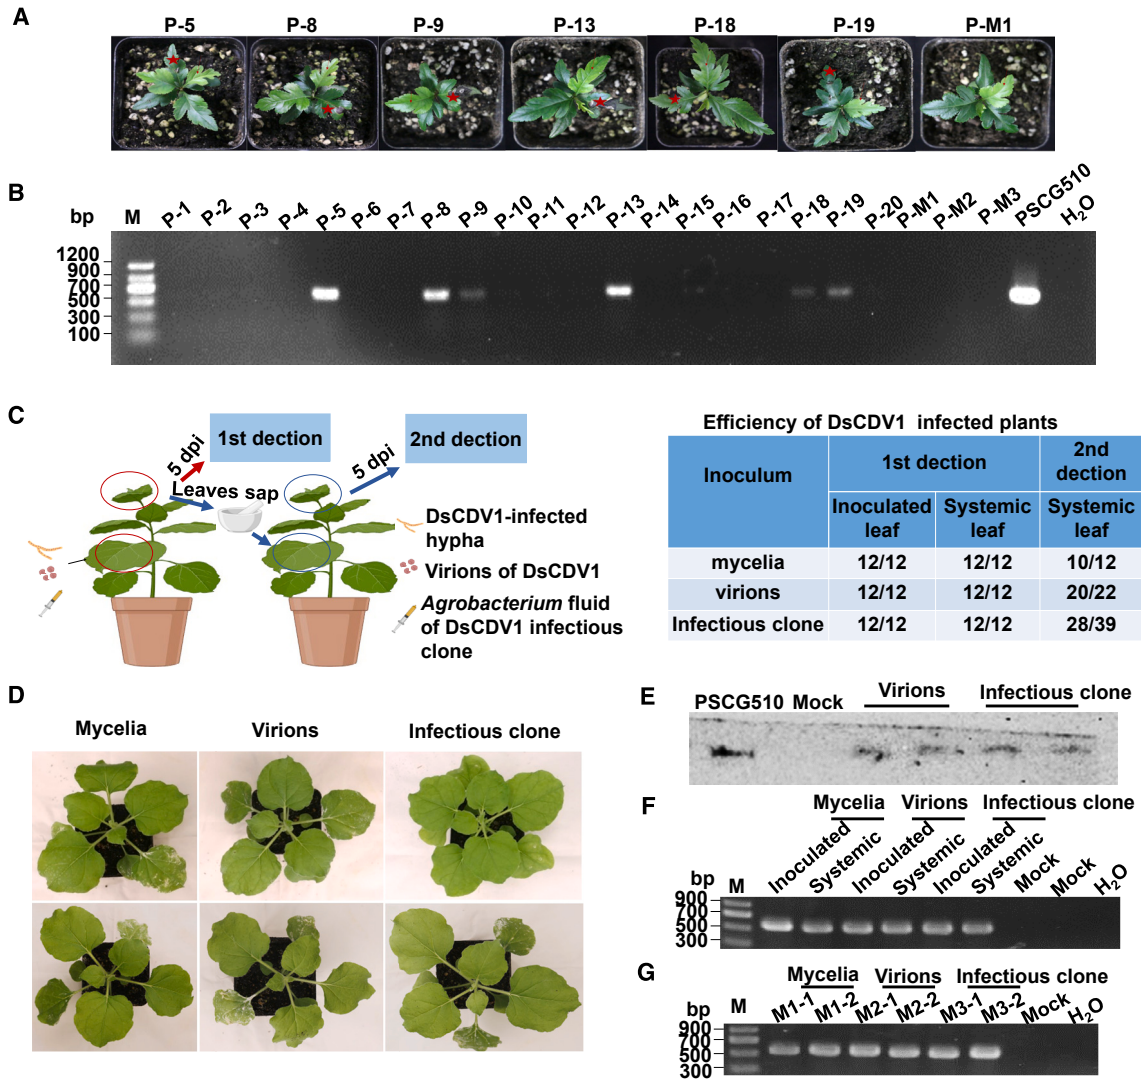 A
P-5 P-8 P-9 P-13 P-18 P-19 P-M1
B
bp M P-1 P-2 P-3 P-4 P-5 P-6 P-7 P-8 P-9 P-10 P-11 P-12 P-13 P-14 P-15 P-16 P-17 P-18 P-19 P-20 P-M1 P-M2 P-M3 PSCG510 H2O
1200
900
700
500
300
100
C
1st dection
2nd dection
5 dpi
5 dpi
Leaves sap
DsCDV1-infected
hypha
Virions of DsCDV1
Agrobacterium fluid
of DsCDV1 infectious
clone
Efficiency of DsCDV1 infected plants
Inoculum 1st dection 2nd
dection
Inoculated
leaf Systemic
leaf Systemic
leaf
mycelia 12/12 12/12 10/12
virions 12/12 12/12 20/22
Infectious clone 12/12 12/12 28/39
D
Mycelia Virions Infectious clone
E
PSCG510 Mock Virions Infectious clone
F
Mycelia Virions Infectious clone
bp M Inoculated Systemic Inoculated Systemic Inoculated Systemic Mock Mock H2O
900
700
500
300
G
Mycelia Virions Infectious clone
bp M M1-1 M1-2 M2-1 M2-2 M3-1 M3-2 Mock H2O
900
700
500
300